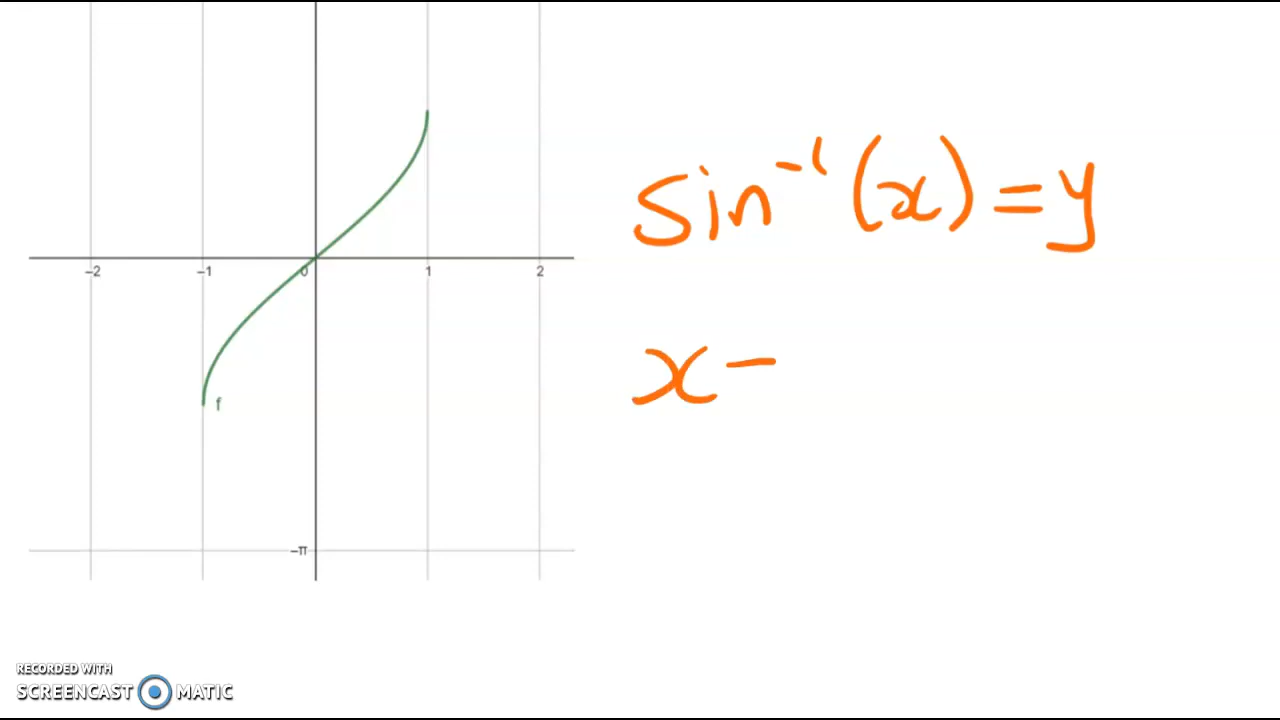 sin⁻¹(x)=y
-2 -1 0 1 2
x -
f
-π
RECORDED WITH
SCREENCAST MATIC